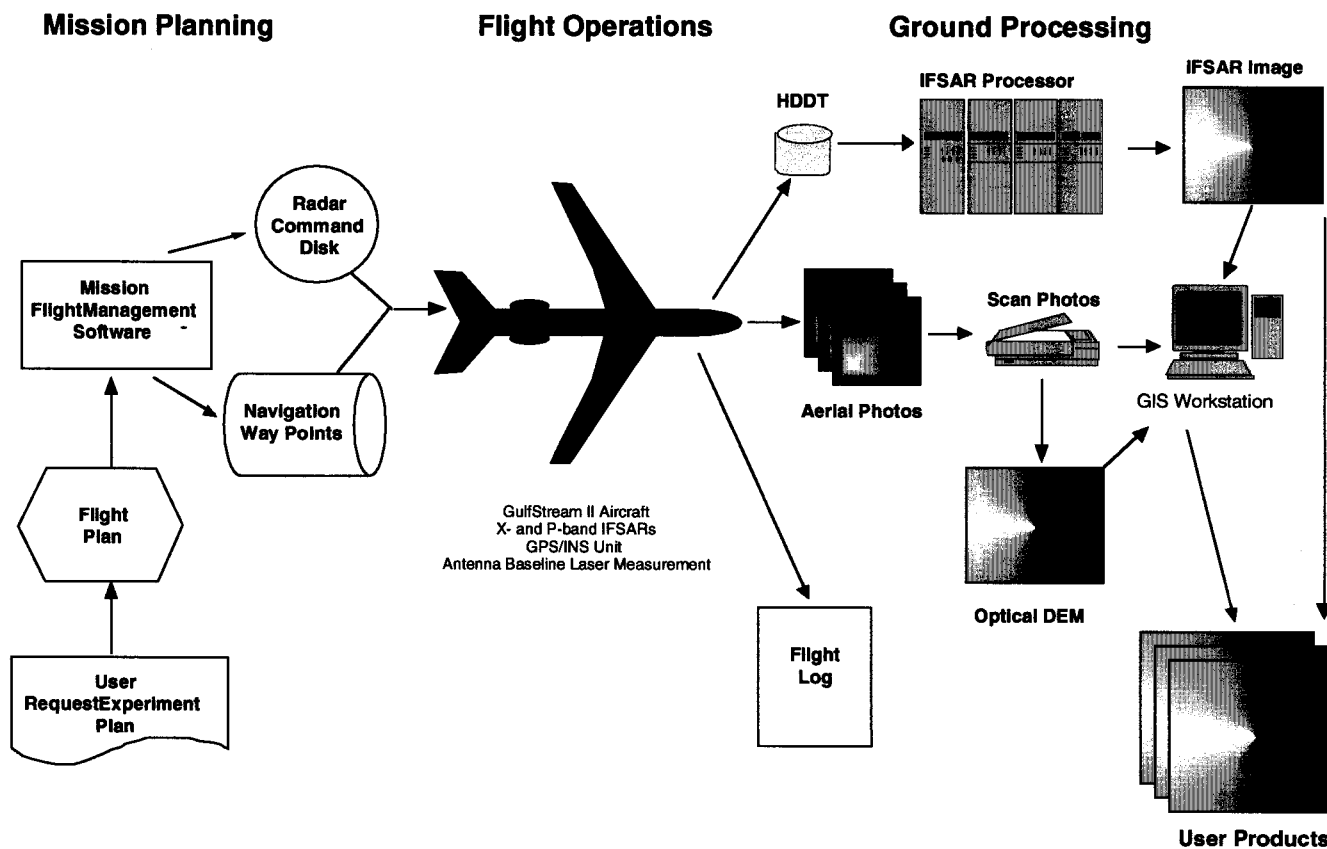 Mission Planning
Flight Operations
Ground Processing
HDDT
IFSAR Processor
IFSAR Image
Radar
Command
Disk
Mission
FlightManagement
Software
Navigation
Way Points
Flight
Plan
User
RequestExperiment
Plan
GulfStream II Aircraft
X- and P-band IFSARs
GPS/INS Unit
Antenna Baseline Laser Measurement
Aerial Photos
Scan Photos
GIS Workstation
Optical DEM
Flight
Log
User Products